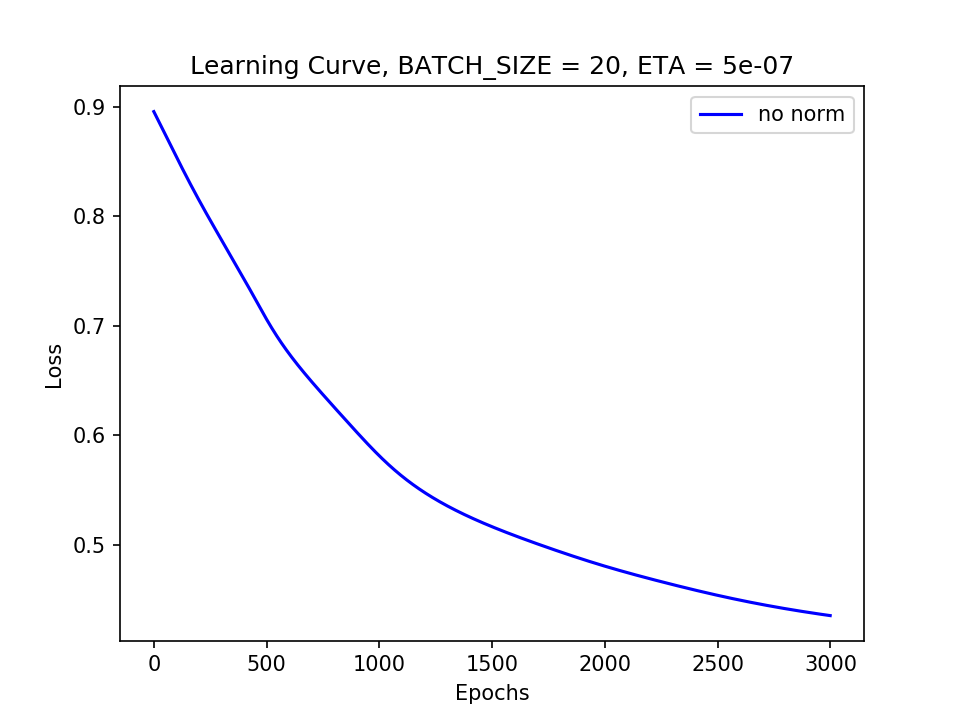 Learning Curve, BATCH_SIZE = 20, ETA = 5e-07
no norm
0.9
0.8
0.7
0.6
0.5
Loss
0 500 1000 1500 2000 2500 3000
Epochs